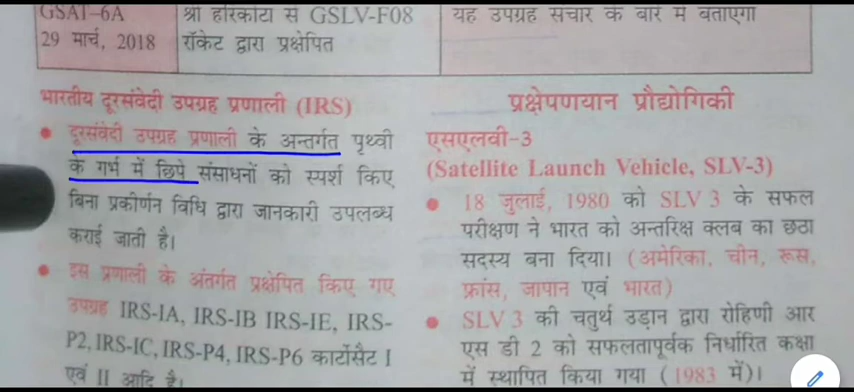 GSAT-6A
29 मार्च, 2018
श्री हरिकोटा से GSLV-F08
रॉकेट द्वारा प्रक्षेपित
यह उपग्रह संचार के बारे में बताएगा
भारतीय दूरसंवेदी उपग्रह प्रणाली (IRS)
• दूरसंवेदी उपग्रह प्रणाली के अन्तर्गत पृथ्वी
के गर्भ में छिपे संसाधनों को स्पर्श किए
बिना प्रकीर्णन विधि द्वारा जानकारी उपलब्ध
कराई जाती है।
• इस प्रणाली के अंतर्गत प्रक्षेपित किए गए
उपग्रह IRS-IA, IRS-IB IRS-IE, IRS-
P2, IRS-IC, IRS-P4, IRS-P6 कार्टोसैट I
एवं II आदि है।
प्रक्षेपणयान प्रौद्योगिकी
एसएलवी-3
(Satellite Launch Vehicle, SLV-3)
• 18 जुलाई, 1980 को SLV 3 के सफल
परीक्षण ने भारत को अन्तरिक्ष क्लब का छठा
सदस्य बना दिया। (अमेरिका, चीन, रूस,
फ्रांस, जापान एवं भारत)
• SLV 3 की चतुर्थ उड़ान द्वारा रोहिणी आर
एस डी 2 को सफलतापूर्वक निर्धारित कक्षा
में स्थापित किया गया (1983 में)।